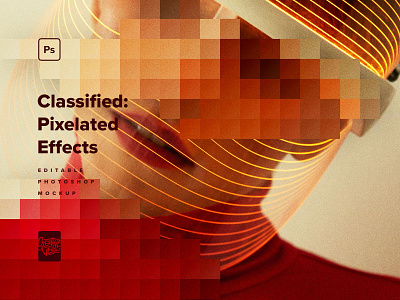 Ps
Classified:
Pixelated
Effects
EDITABLE
PHOTOSHOP
MOCKUP